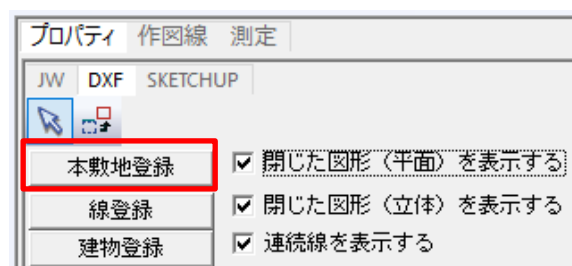 プロパティ 作図線 測定
JW DXF SKETCHUP
本敷地登録 閉じた図形（平面）を表示する
線登録 閉じた図形（立体）を表示する
建物登録 連続線を表示する